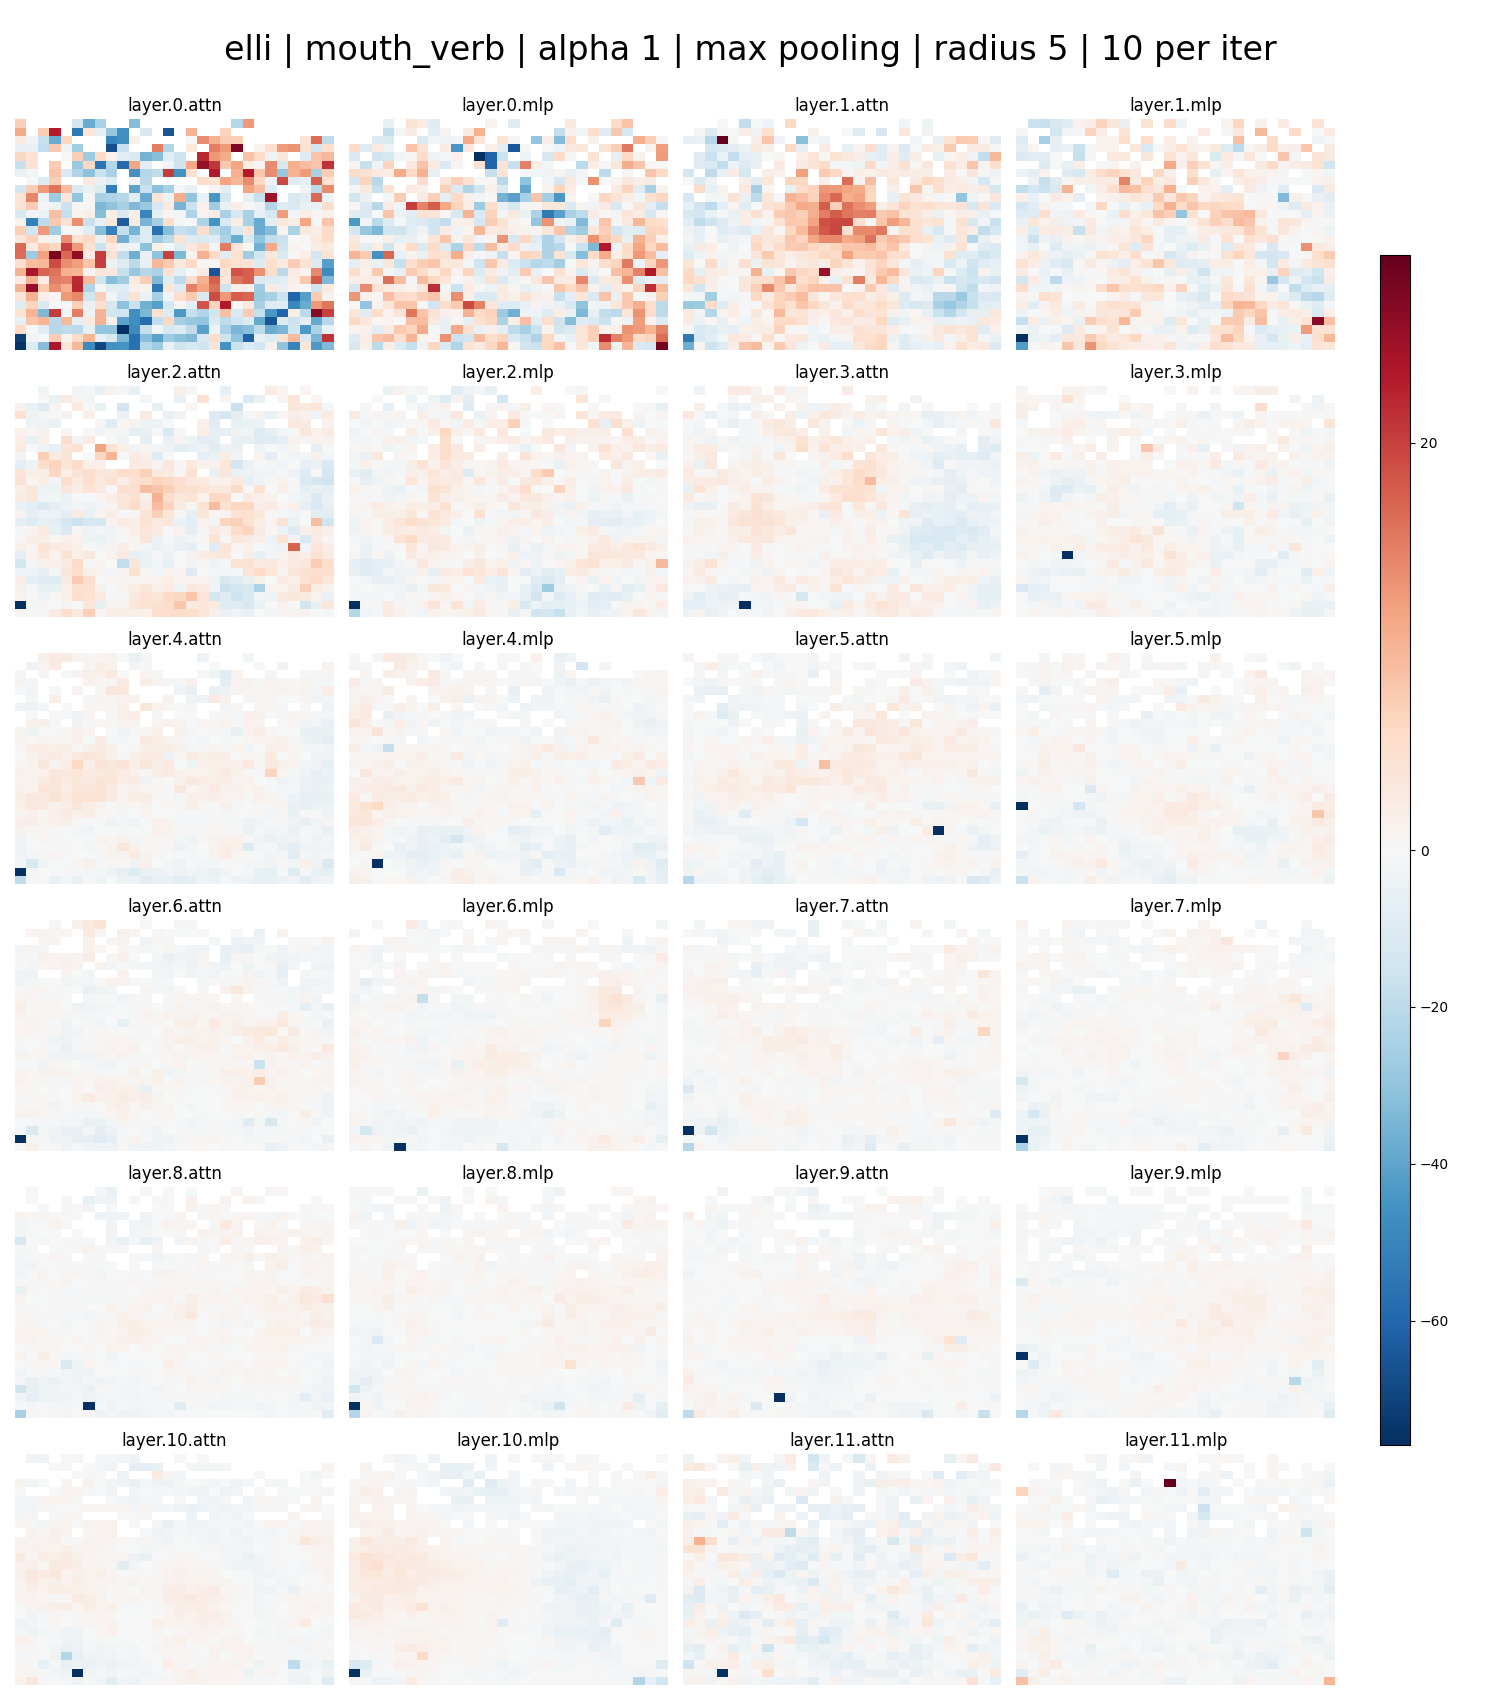 elli | mouth_verb | alpha 1 | max pooling | radius 5 | 10 per iter
layer.0.attn layer.0.mlp layer.1.attn layer.1.mlp
layer.2.attn layer.2.mlp layer.3.attn layer.3.mlp
layer.4.attn layer.4.mlp layer.5.attn layer.5.mlp
layer.6.attn layer.6.mlp layer.7.attn layer.7.mlp
layer.8.attn layer.8.mlp layer.9.attn layer.9.mlp
layer.10.attn layer.10.mlp layer.11.attn layer.11.mlp
20
0
−20
−40
−60